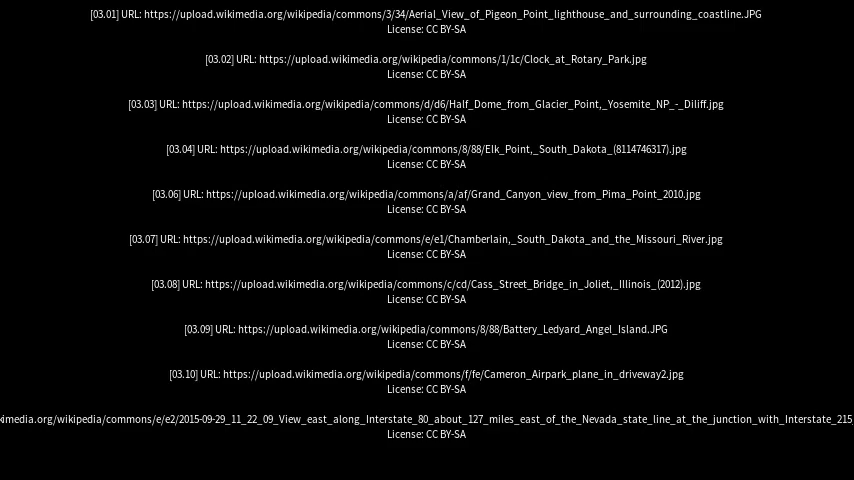 [03.01] URL: https://upload.wikimedia.org/wikipedia/commons/3/34/Aerial_View_of_Pigeon_Point_lighthouse_and_surrounding_coastline.JPG
License: CC BY-SA
[03.02] URL: https://upload.wikimedia.org/wikipedia/commons/1/1c/Clock_at_Rotary_Park.jpg
License: CC BY-SA
[03.03] URL: https://upload.wikimedia.org/wikipedia/commons/d/d6/Half_Dome_from_Glacier_Point,_Yosemite_NP_-_Diliff.jpg
License: CC BY-SA
[03.04] URL: https://upload.wikimedia.org/wikipedia/commons/8/88/Elk_Point,_South_Dakota_(8114746317).jpg
License: CC BY-SA
[03.06] URL: https://upload.wikimedia.org/wikipedia/commons/a/af/Grand_Canyon_view_from_Pima_Point_2010.jpg
License: CC BY-SA
[03.07] URL: https://upload.wikimedia.org/wikipedia/commons/e/e1/Chamberlain,_South_Dakota_and_the_Missouri_River.jpg
License: CC BY-SA
[03.08] URL: https://upload.wikimedia.org/wikipedia/commons/c/cd/Cass_Street_Bridge_in_Joliet,_Illinois_(2012).jpg
License: CC BY-SA
[03.09] URL: https://upload.wikimedia.org/wikipedia/commons/8/88/Battery_Ledyard_Angel_Island.JPG
License: CC BY-SA
[03.10] URL: https://upload.wikimedia.org/wikipedia/commons/f/fe/Cameron_Airpark_plane_in_driveway2.jpg
License: CC BY-SA
kimedia.org/wikipedia/commons/e/e2/2015-09-29_11_22_09_View_east_along_Interstate_80_about_127_miles_east_of_the_Nevada_state_line_at_the_junction_with_Interstate_215_
License: CC BY-SA